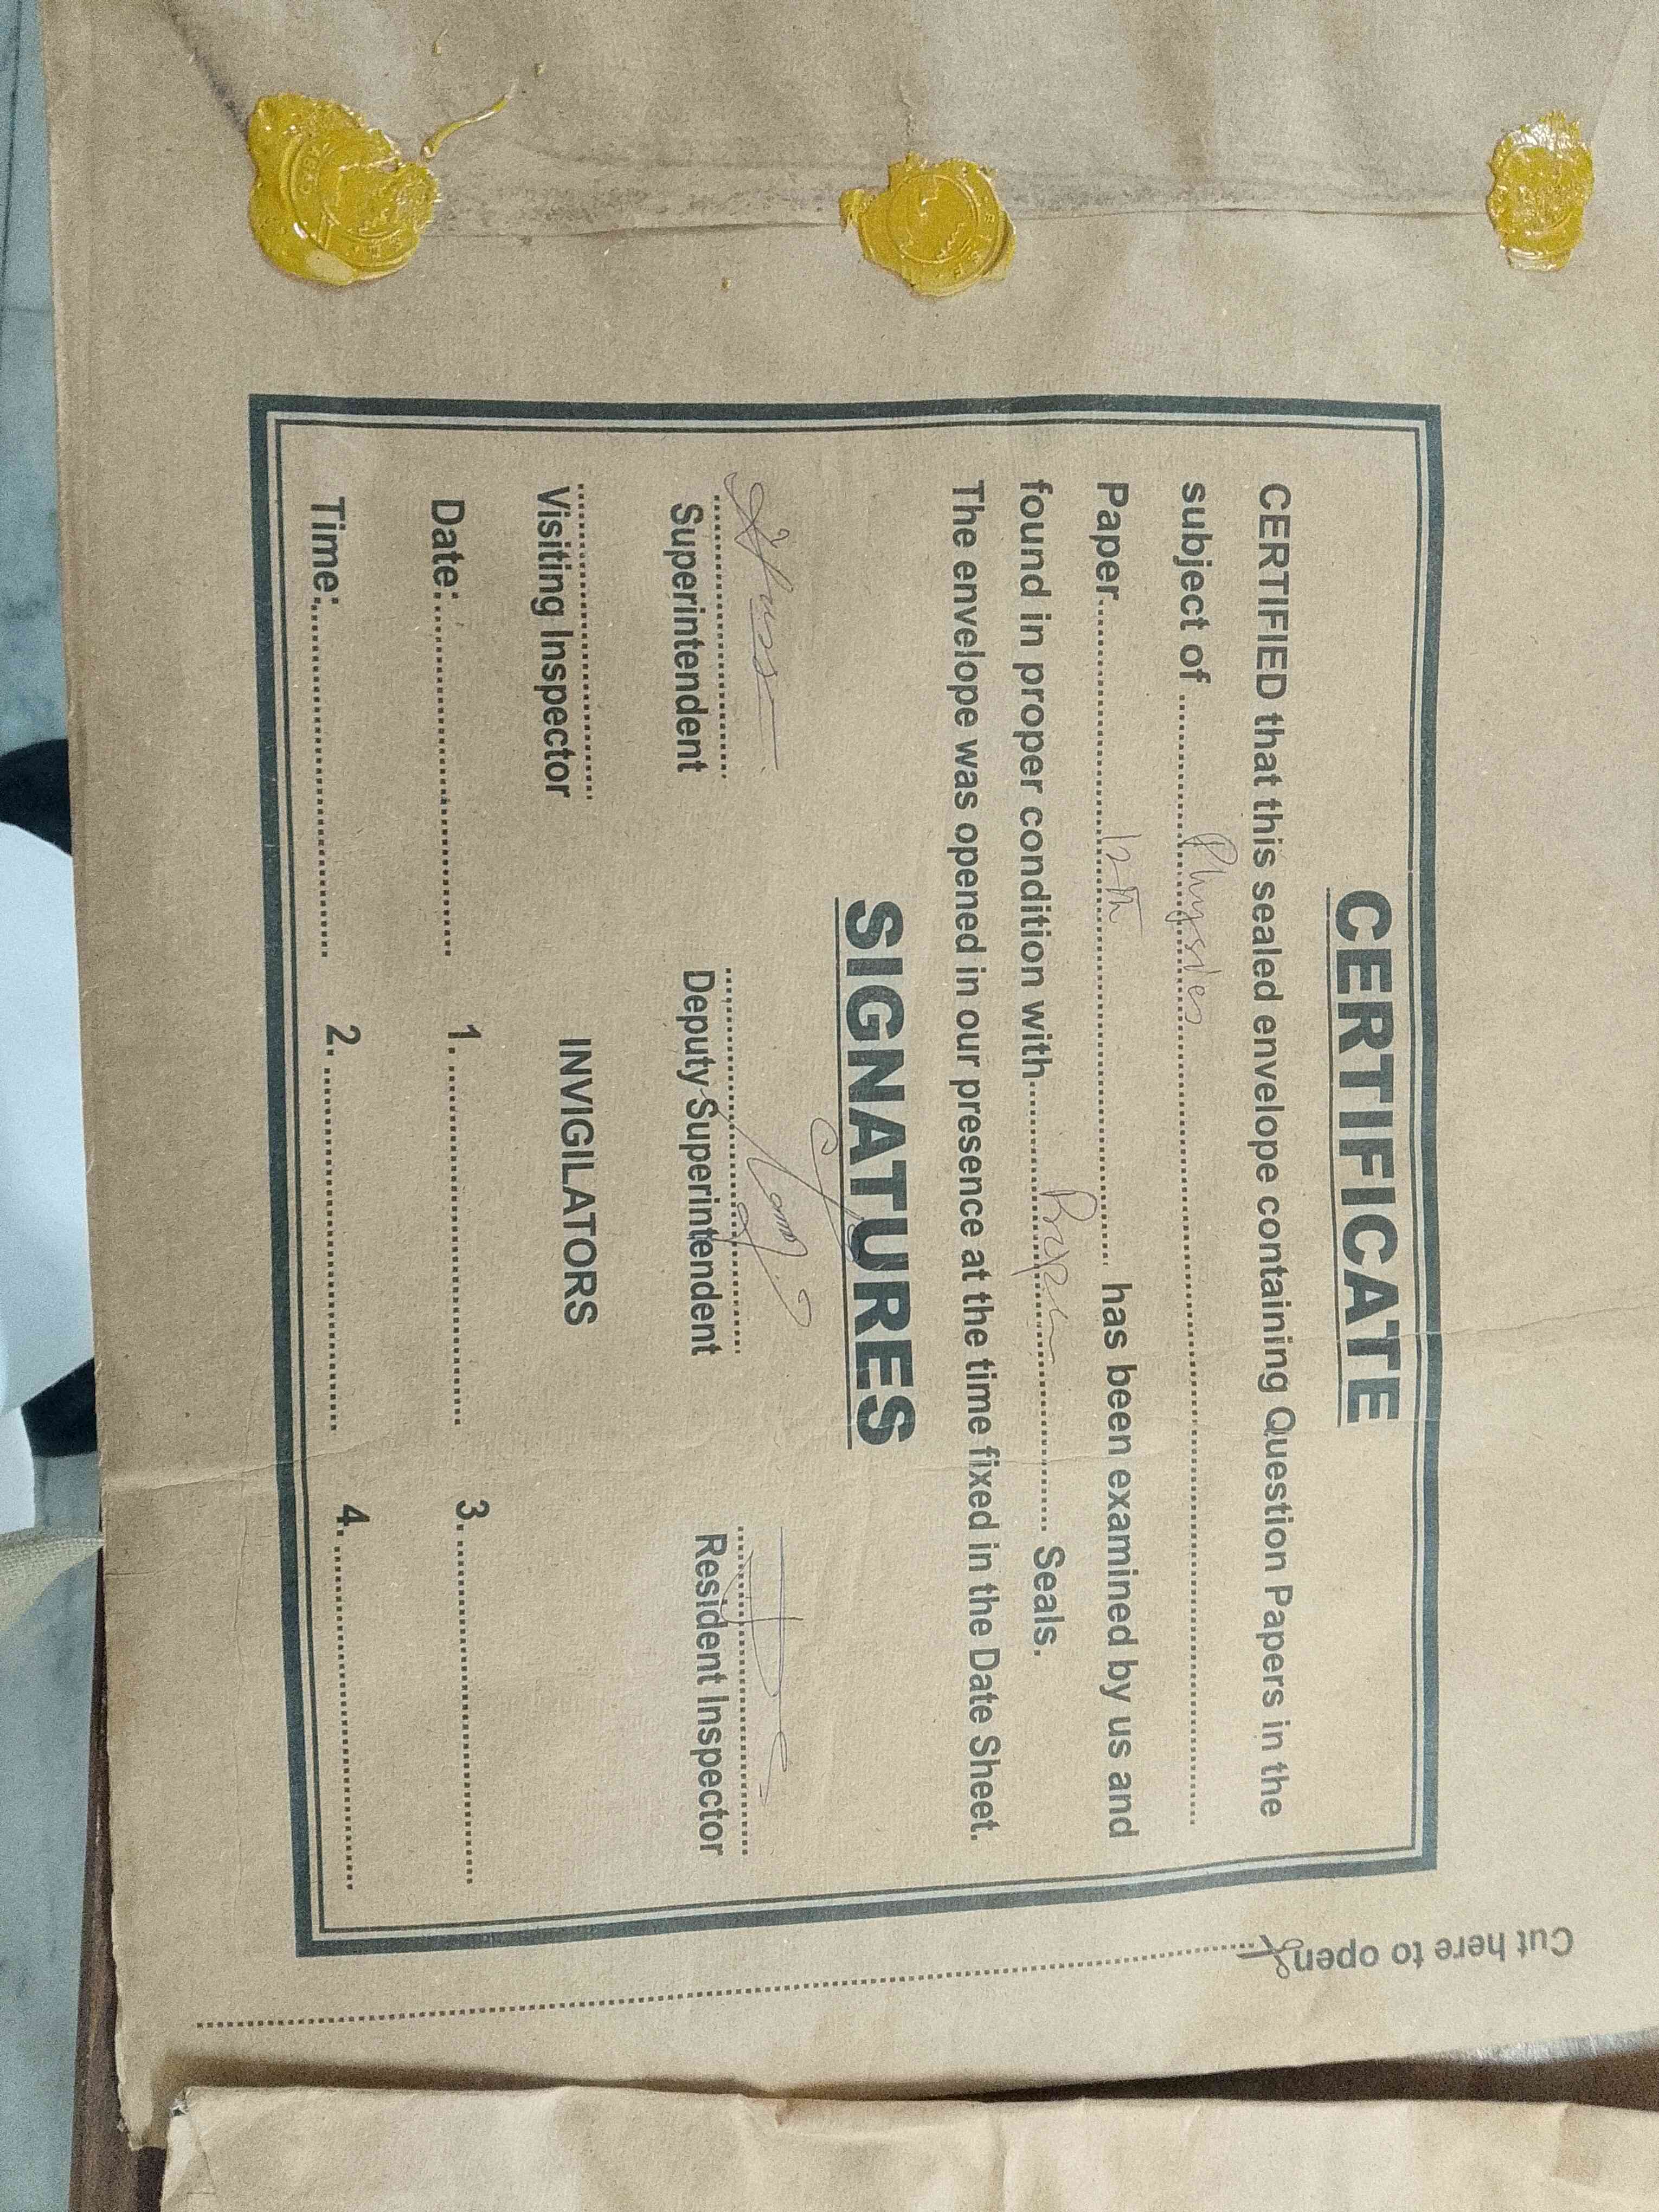 CERTIFICATE
CERTIFIED that this sealed envelope containing Question Papers in the
subject of ........Physics........
Paper........12th........ has been examined by us and
found in proper condition with........Proper........ Seals.
The envelope was opened in our presence at the time fixed in the Date Sheet.
SIGNATURES
Superintendent Deputy Superintendent Resident Inspector
Visiting Inspector INVIGILATORS
Date:........ 1......... 3.........
Time:........ 2......... 4.........
Cut here to open